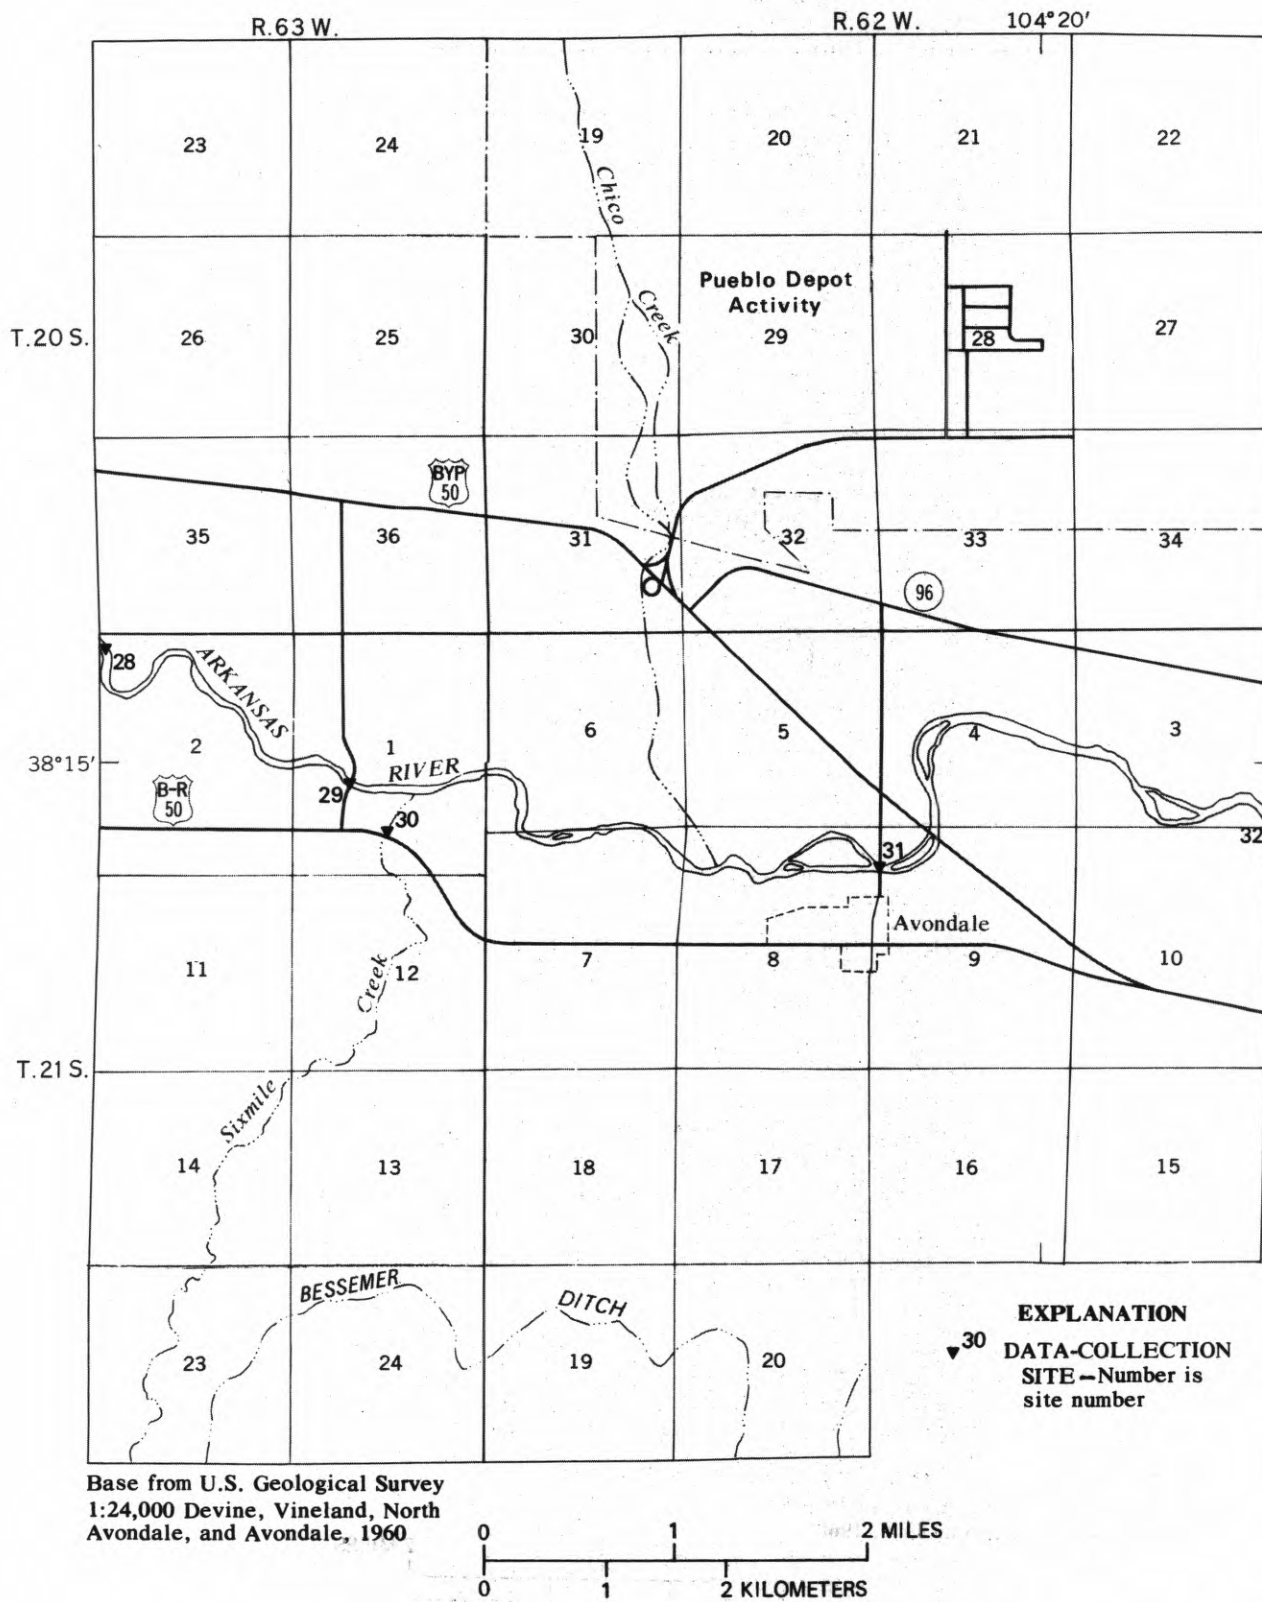 R.63 W.
R.62 W.
104°20'
23
24
19
20
21
22
Chico
Creek
Pueblo Depot
Activity
T.20 S.
26
25
30
29
28
27
BYP
50
35
36
31
32
33
34
96
28
ARKANSAS
RIVER
2
1
6
5
4
3
38°15'
B-R
50
29
30
31
32
Avondale
11
12
7
8
9
10
Creek
Sixmile
T.21 S.
14
13
18
17
16
15
BESSEMER
DITCH
23
24
19
20
EXPLANATION
30
DATA-COLLECTION
SITE–Number is
site number
Base from U.S. Geological Survey
1:24,000 Devine, Vineland, North
Avondale, and Avondale, 1960
0 1 2 MILES
0 1 2 KILOMETERS